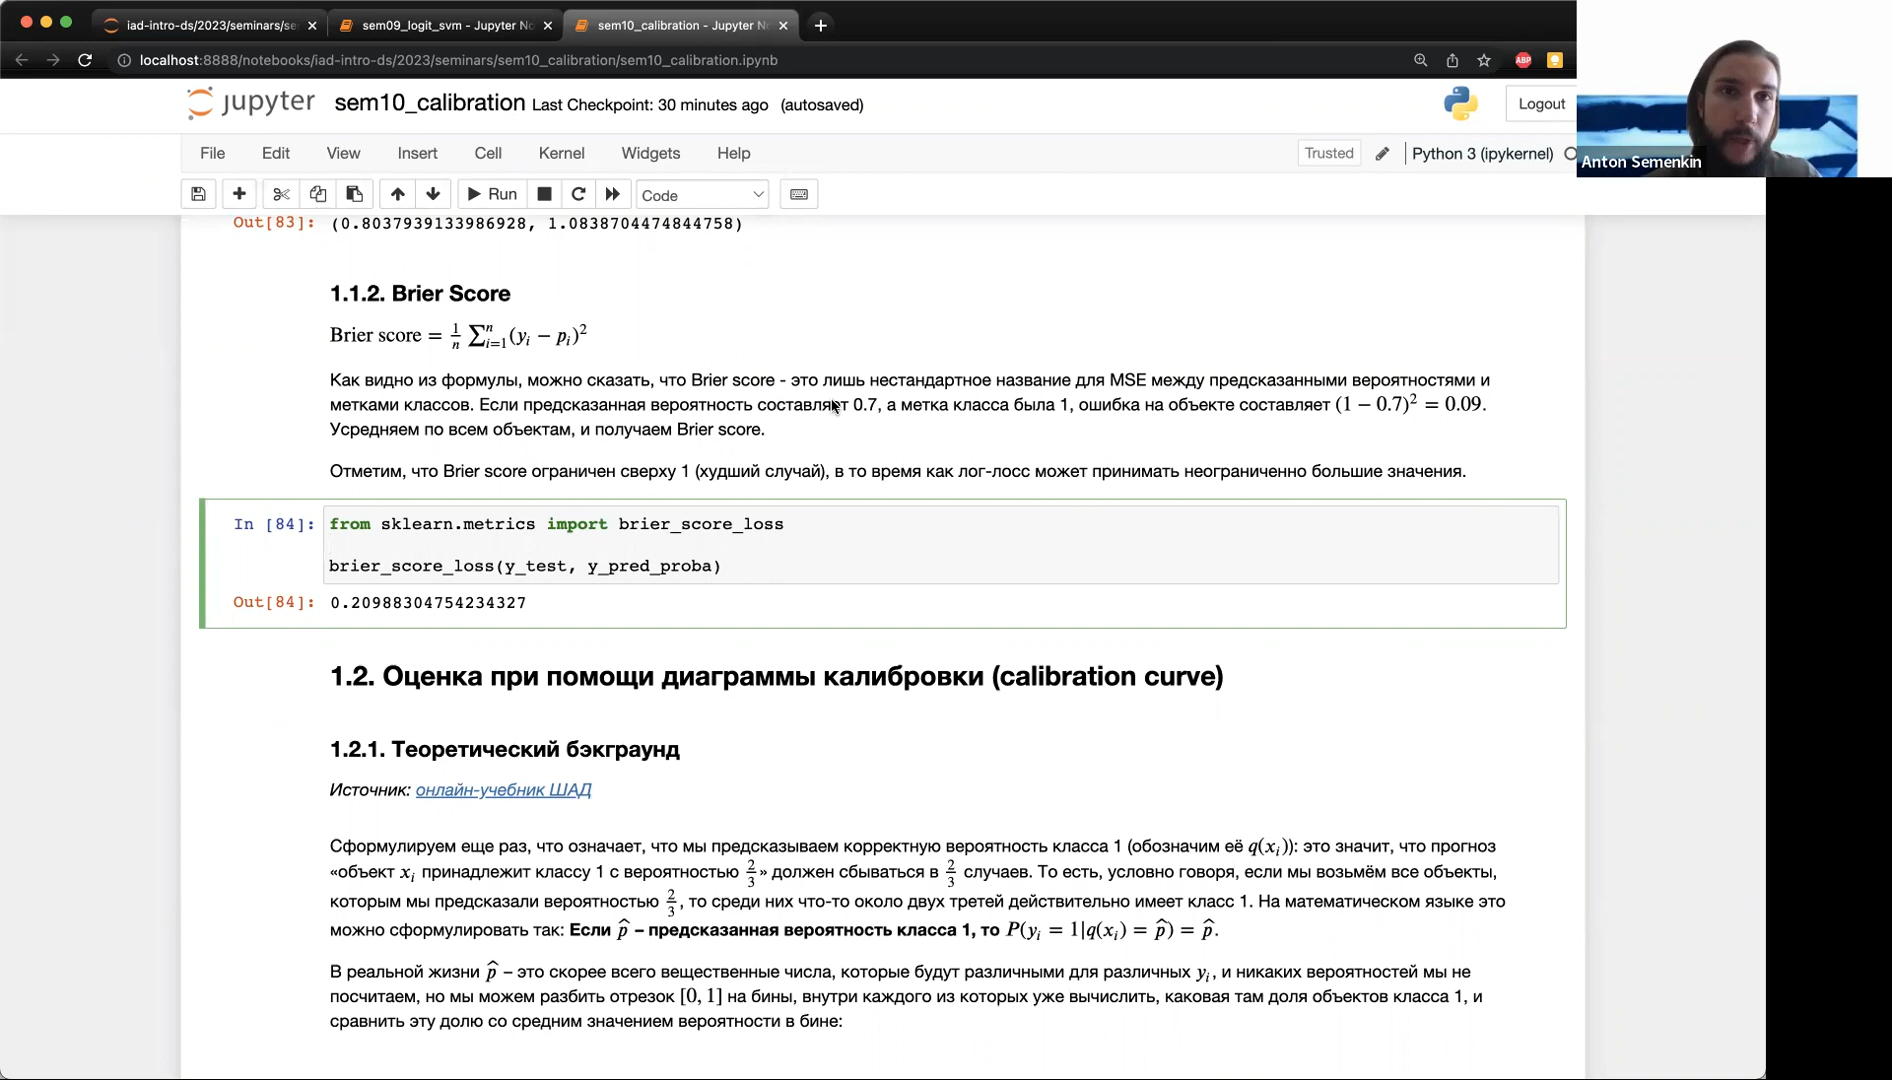 iad-intro-ds/2023/seminars/se
sem09_logit_svm - Jupyter No
sem10_calibration - Jupyter N
localhost:8888/notebooks/iad-intro-ds/2023/seminars/sem10_calibration/sem10_calibration.ipynb
ABP
jupyter sem10_calibration Last Checkpoint: 30 minutes ago (autosaved)
Logout
Anton Semenkin
File Edit View Insert Cell Kernel Widgets Help
Trusted
Python 3 (ipykernel)
Run
Code
Out[83]: (0.8037939133986928, 1.0838704474844758)
1.1.2. Brier Score
Brier score = \frac{1}{n} \sum_{i=1}^{n} (y_i − p_i)^2
Как видно из формулы, можно сказать, что Brier score - это лишь нестандартное название для MSE между предсказанными вероятностями и
метками классов. Если предсказанная вероятность составляет 0.7, а метка класса была 1, ошибка на объекте составляет (1 − 0.7)^2 = 0.09.
Усредняем по всем объектам, и получаем Brier score.
Отметим, что Brier score ограничен сверху 1 (худший случай), в то время как лог-лосс может принимать неограниченно большие значения.
In [84]: from sklearn.metrics import brier_score_loss
brier_score_loss(y_test, y_pred_proba)
Out[84]: 0.20988304754234327
1.2. Оценка при помощи диаграммы калибровки (calibration curve)
1.2.1. Теоретический бэкграунд
Источник: онлайн-учебник ШАД
Сформулируем еще раз, что означает, что мы предсказываем корректную вероятность класса 1 (обозначим её q(x_i)): это значит, что прогноз
«объект x_i принадлежит классу 1 с вероятностью \frac{2}{3}» должен сбываться в \frac{2}{3} случаев. То есть, условно говоря, если мы возьмём все объекты,
которым мы предсказали вероятностью \frac{2}{3}, то среди них что-то около двух третей действительно имеет класс 1. На математическом языке это
можно сформулировать так: Если \hat{p} – предсказанная вероятность класса 1, то P(y_i = 1|q(x_i) = \hat{p}) = \hat{p}.
В реальной жизни \hat{p} – это скорее всего вещественные числа, которые будут различными для различных y_i, и никаких вероятностей мы не
посчитаем, но мы можем разбить отрезок [0, 1] на бины, внутри каждого из которых уже вычислить, каковая там доля объектов класса 1, и
сравнить эту долю со средним значением вероятности в бине: